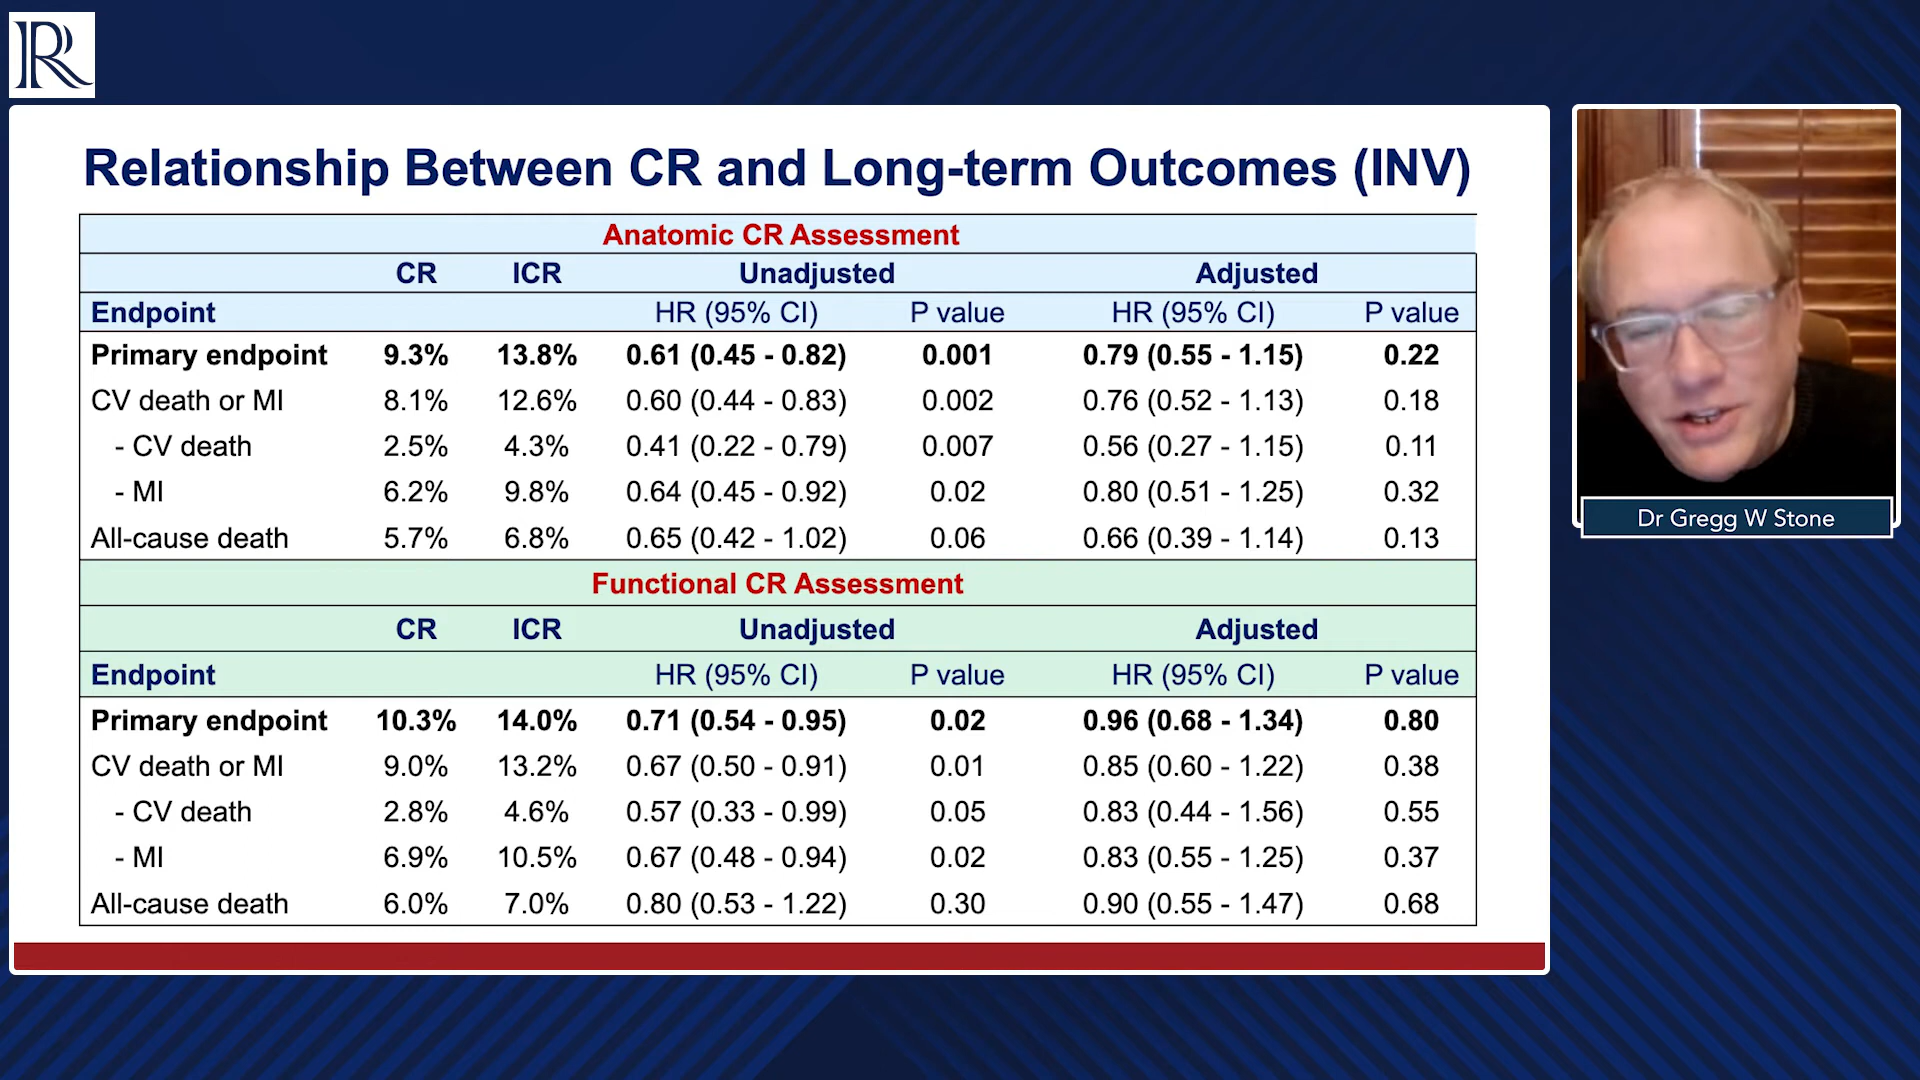 R
Relationship Between CR and Long-term Outcomes (INV)
Anatomic CR Assessment
CR ICR Unadjusted Adjusted
Endpoint HR (95% CI) P value HR (95% CI) P value
Primary endpoint 9.3% 13.8% 0.61 (0.45 - 0.82) 0.001 0.79 (0.55 - 1.15) 0.22
CV death or MI 8.1% 12.6% 0.60 (0.44 - 0.83) 0.002 0.76 (0.52 - 1.13) 0.18
- CV death 2.5% 4.3% 0.41 (0.22 - 0.79) 0.007 0.56 (0.27 - 1.15) 0.11
- MI 6.2% 9.8% 0.64 (0.45 - 0.92) 0.02 0.80 (0.51 - 1.25) 0.32
All-cause death 5.7% 6.8% 0.65 (0.42 - 1.02) 0.06 0.66 (0.39 - 1.14) 0.13
Functional CR Assessment
CR ICR Unadjusted Adjusted
Endpoint HR (95% CI) P value HR (95% CI) P value
Primary endpoint 10.3% 14.0% 0.71 (0.54 - 0.95) 0.02 0.96 (0.68 - 1.34) 0.80
CV death or MI 9.0% 13.2% 0.67 (0.50 - 0.91) 0.01 0.85 (0.60 - 1.22) 0.38
- CV death 2.8% 4.6% 0.57 (0.33 - 0.99) 0.05 0.83 (0.44 - 1.56) 0.55
- MI 6.9% 10.5% 0.67 (0.48 - 0.94) 0.02 0.83 (0.55 - 1.25) 0.37
All-cause death 6.0% 7.0% 0.80 (0.53 - 1.22) 0.30 0.90 (0.55 - 1.47) 0.68
Dr Gregg W Stone